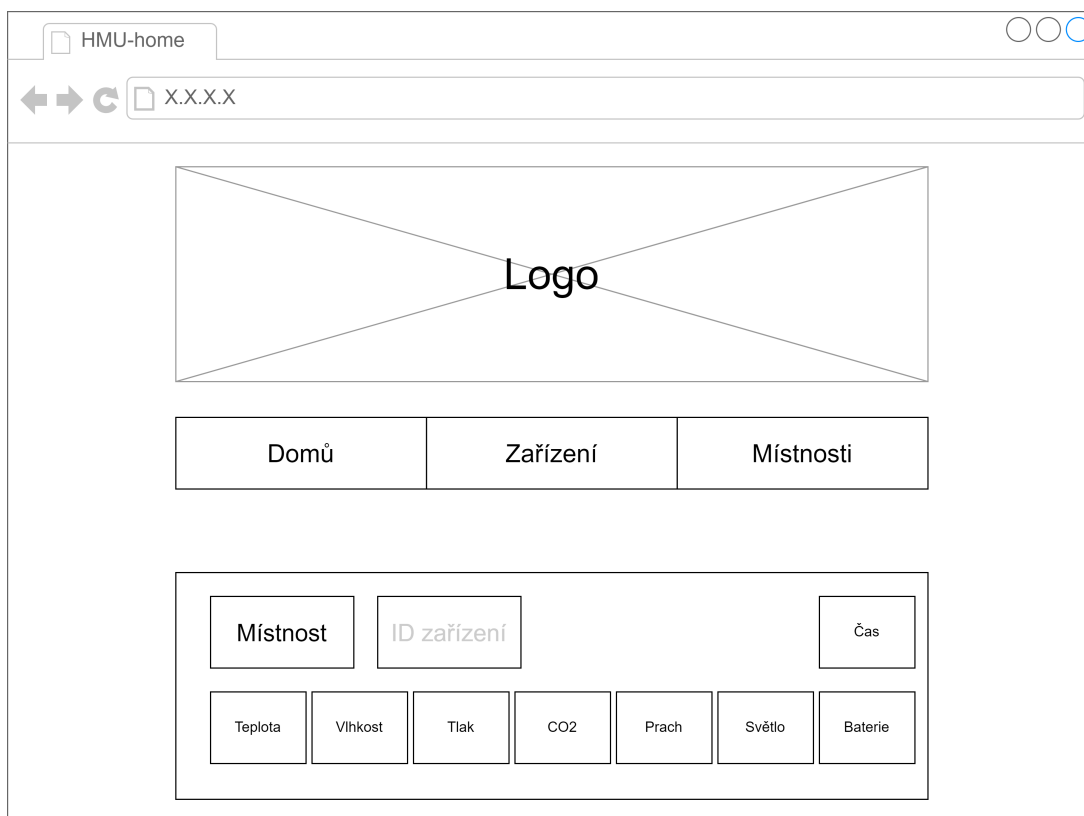 HMU-home
X.X.X.X
Logo
Domů Zařízení Místnosti
Místnost ID zařízení Čas
Teplota Vlhkost Tlak CO2 Prach Světlo Baterie